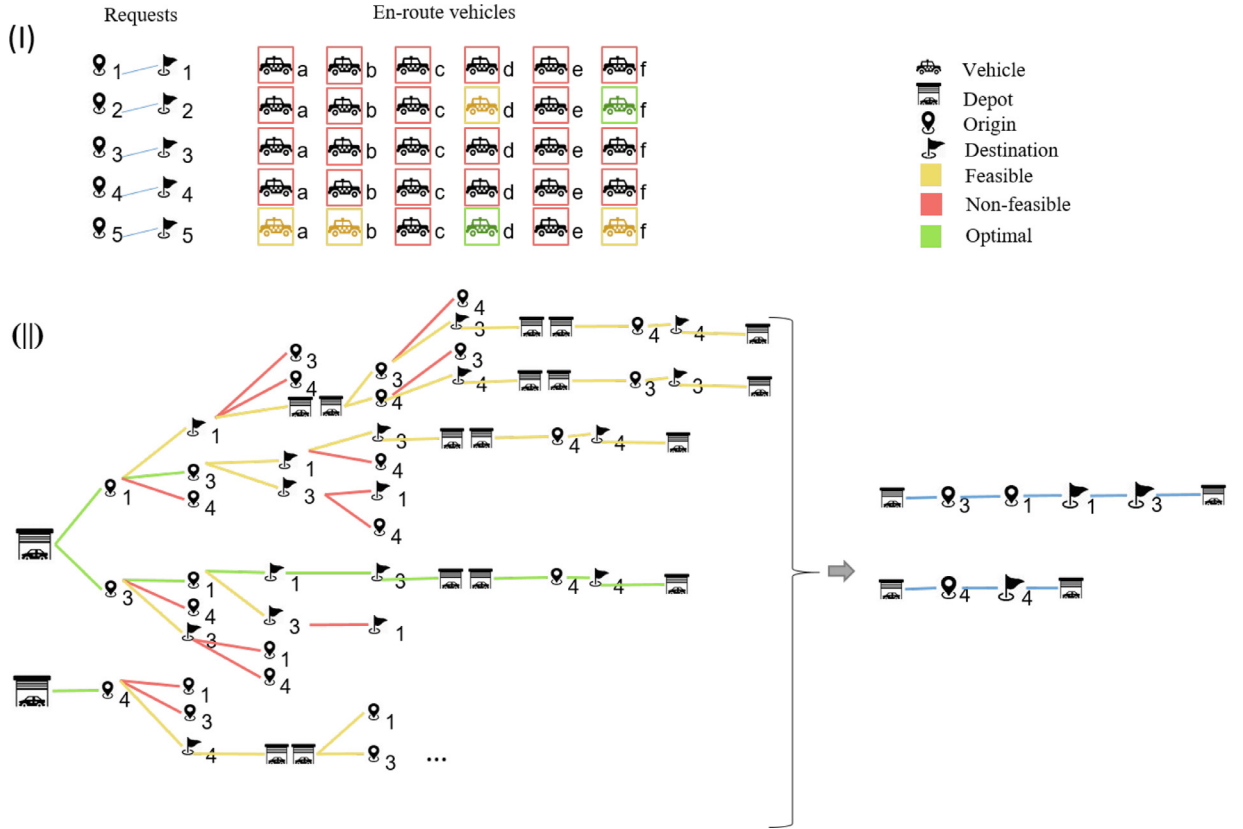 Requests En-route vehicles
(I)
1 1 a b c d e f
2 2 a b c d f
3 3 a b c d e f
4 4 a b c d e f
5 5 a b c d e f
Vehicle
Depot
Origin
Destination
Feasible
Non-feasible
Optimal
(II)
4
3 4
3 3
4 3
4 4 3
1
3 4
1 3 1 4 4
1 4 3 1
4
3 1 1 3 4 4
4 3 1
3 1
4
4 1
3
4 1
3 ...
3 1 1 3
4 4